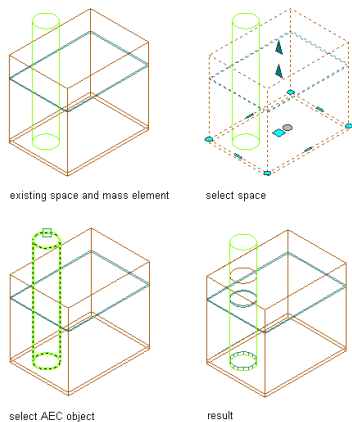 existing space and mass element
select space
select AEC object
result